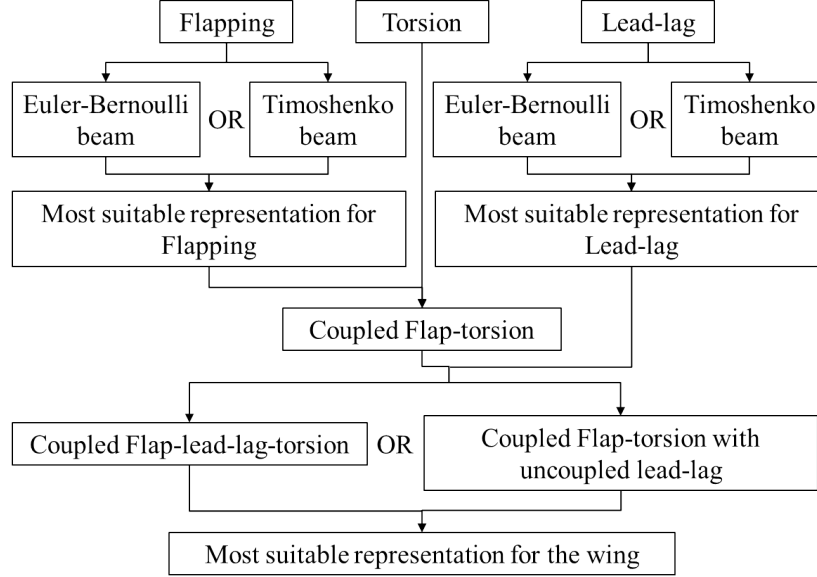 Flapping
Torsion
Lead-lag
Euler-Bernoulli
beam
OR
Timoshenko
beam
Euler-Bernoulli
beam
OR
Timoshenko
beam
Most suitable representation for
Flapping
Most suitable representation for
Lead-lag
Coupled Flap-torsion
Coupled Flap-lead-lag-torsion
OR
Coupled Flap-torsion with
uncoupled lead-lag
Most suitable representation for the wing